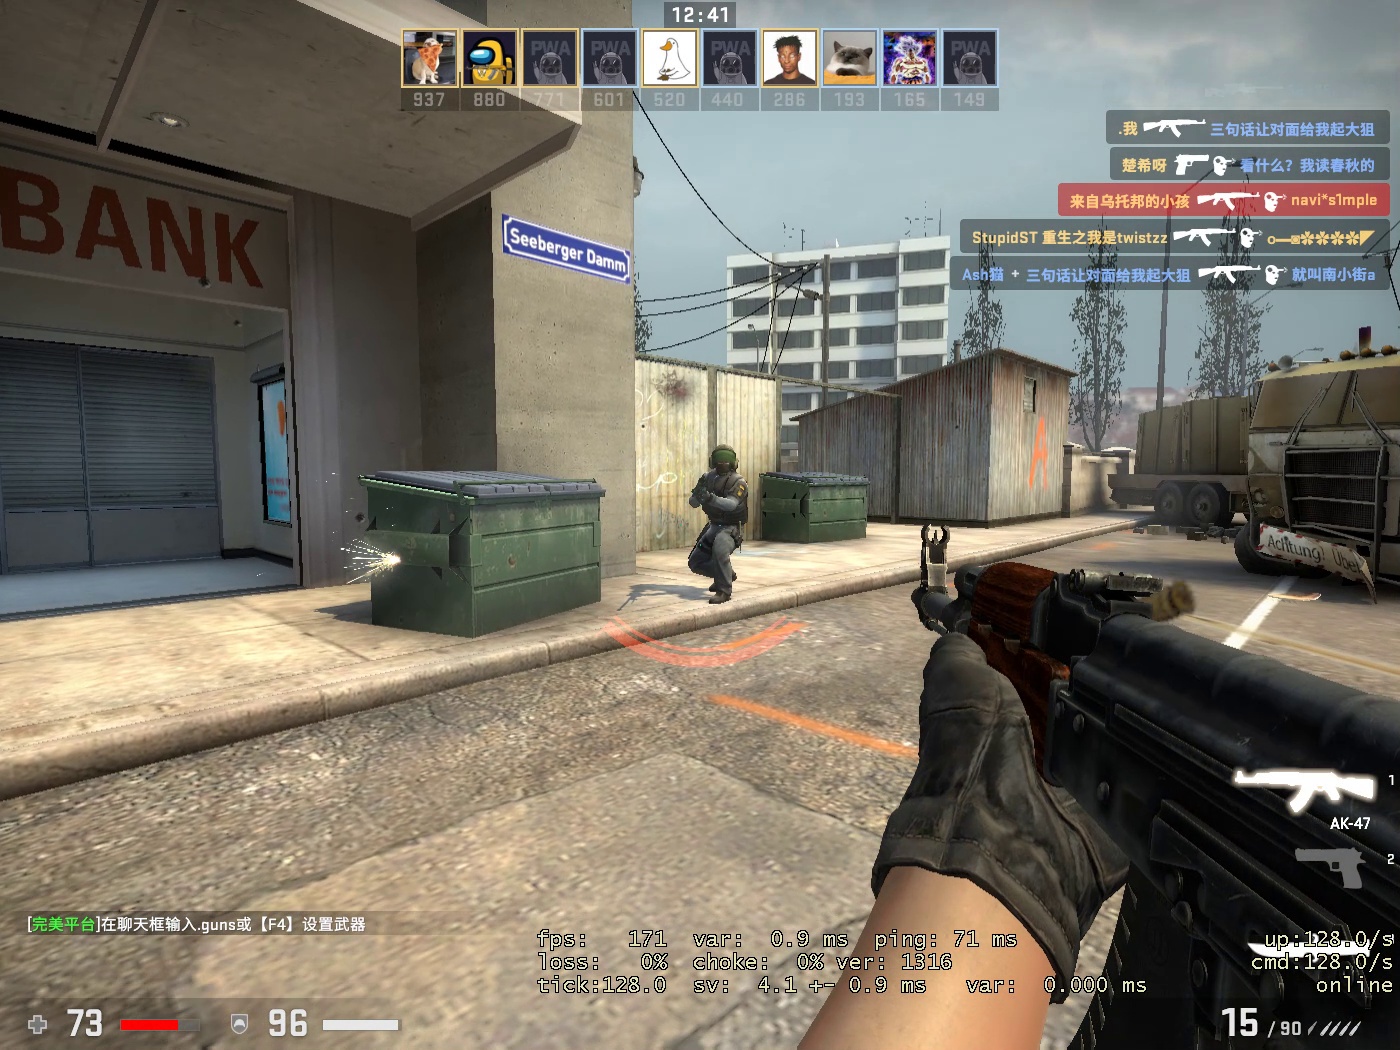 12:41
PWA PWA PWA PWA
937 880 771 601 520 440 286 193 165 149
.我 三句话让对面给我起大狙
楚希呀 看什么？我读春秋的
来自乌托邦的小孩 navi*s1mple
StupidST 重生之我是twistzz
Ash猫 + 三句话让对面给我起大狙 就叫南小街a
BANK
Seeberger Damm
A
Achtung!
1
AK-47
2
[完美平台]在聊天框输入.guns或【F4】设置武器
fps: 171 var: 0.9 ms ping: 71 ms
loss: 0% choke: 0% ver: 1316
tick:128.0 sv: 4.1 +- 0.9 ms var: 0.000 ms
up:128.0/s
cmd:128.0/s
online
73 96
15 / 90